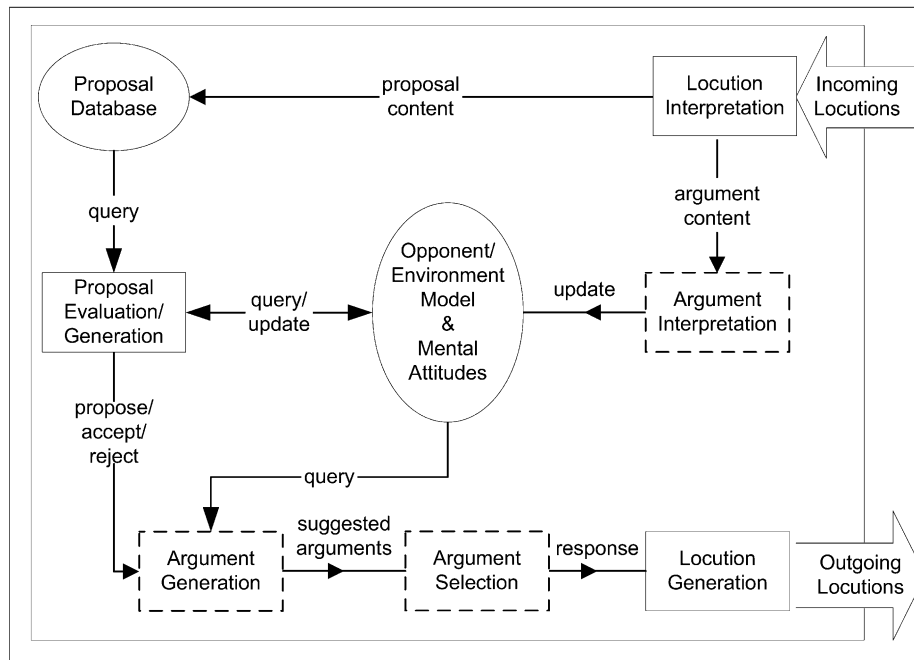 Proposal
Database
proposal
content
Locution
Interpretation
Incoming
Locutions
query
argument
content
Proposal
Evaluation/
Generation
query/
update
Opponent/
Environment
Model
&
Mental
Attitudes
update
Argument
Interpretation
propose/
accept/
reject
query
Argument
Generation
suggested
arguments
Argument
Selection
response
Locution
Generation
Outgoing
Locutions